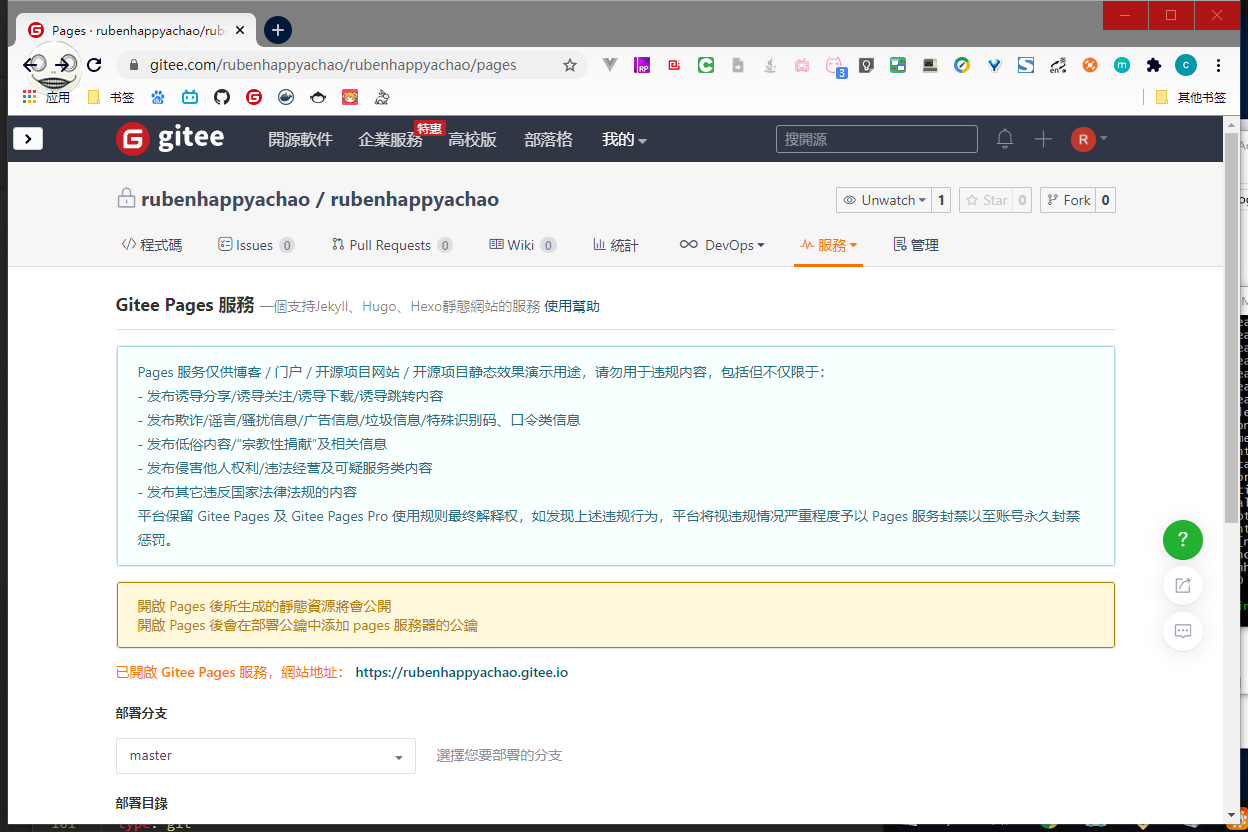 Pages · rubenhappyachao/rub
gitee.com/rubenhappyachao/rubenhappyachao/pages
RP
3
en
m
c
应用
书签
其他书签
gitee
開源軟件
企業服務
特惠
高校版
部落格
我的
搜開源
R
rubenhappyachao / rubenhappyachao
Unwatch
1
Star
0
Fork
0
程式碼
Issues 0
Pull Requests 0
Wiki 0
統計
DevOps
服務
管理
Gitee Pages 服務 一個支持Jekyll、Hugo、Hexo靜態網站的服務 使用幫助
Pages 服务仅供博客 / 门户 / 开源项目网站 / 开源项目静态效果演示用途，请勿用于违规内容，包括但不仅限于：
- 发布诱导分享/诱导关注/诱导下载/诱导跳转内容
- 发布欺诈/谣言/骚扰信息/广告信息/垃圾信息/特殊识别码、口令类信息
- 发布低俗内容/“宗教性捐献”及相关信息
- 发布侵害他人权利/违法经营及可疑服务类内容
- 发布其它违反国家法律法规的内容
平台保留 Gitee Pages 及 Gitee Pages Pro 使用规则最终解释权，如发现上述违规行为，平台将视违规情况严重程度予以 Pages 服务封禁以至账号永久封禁
惩罚。
?
開啟 Pages 後所生成的靜態資源將會公開
開啟 Pages 後會在部署公鑰中添加 pages 服務器的公鑰
已開啟 Gitee Pages 服務，網站地址： https://rubenhappyachao.gitee.io
部署分支
master
選擇您要部署的分支
部署目錄
type: git